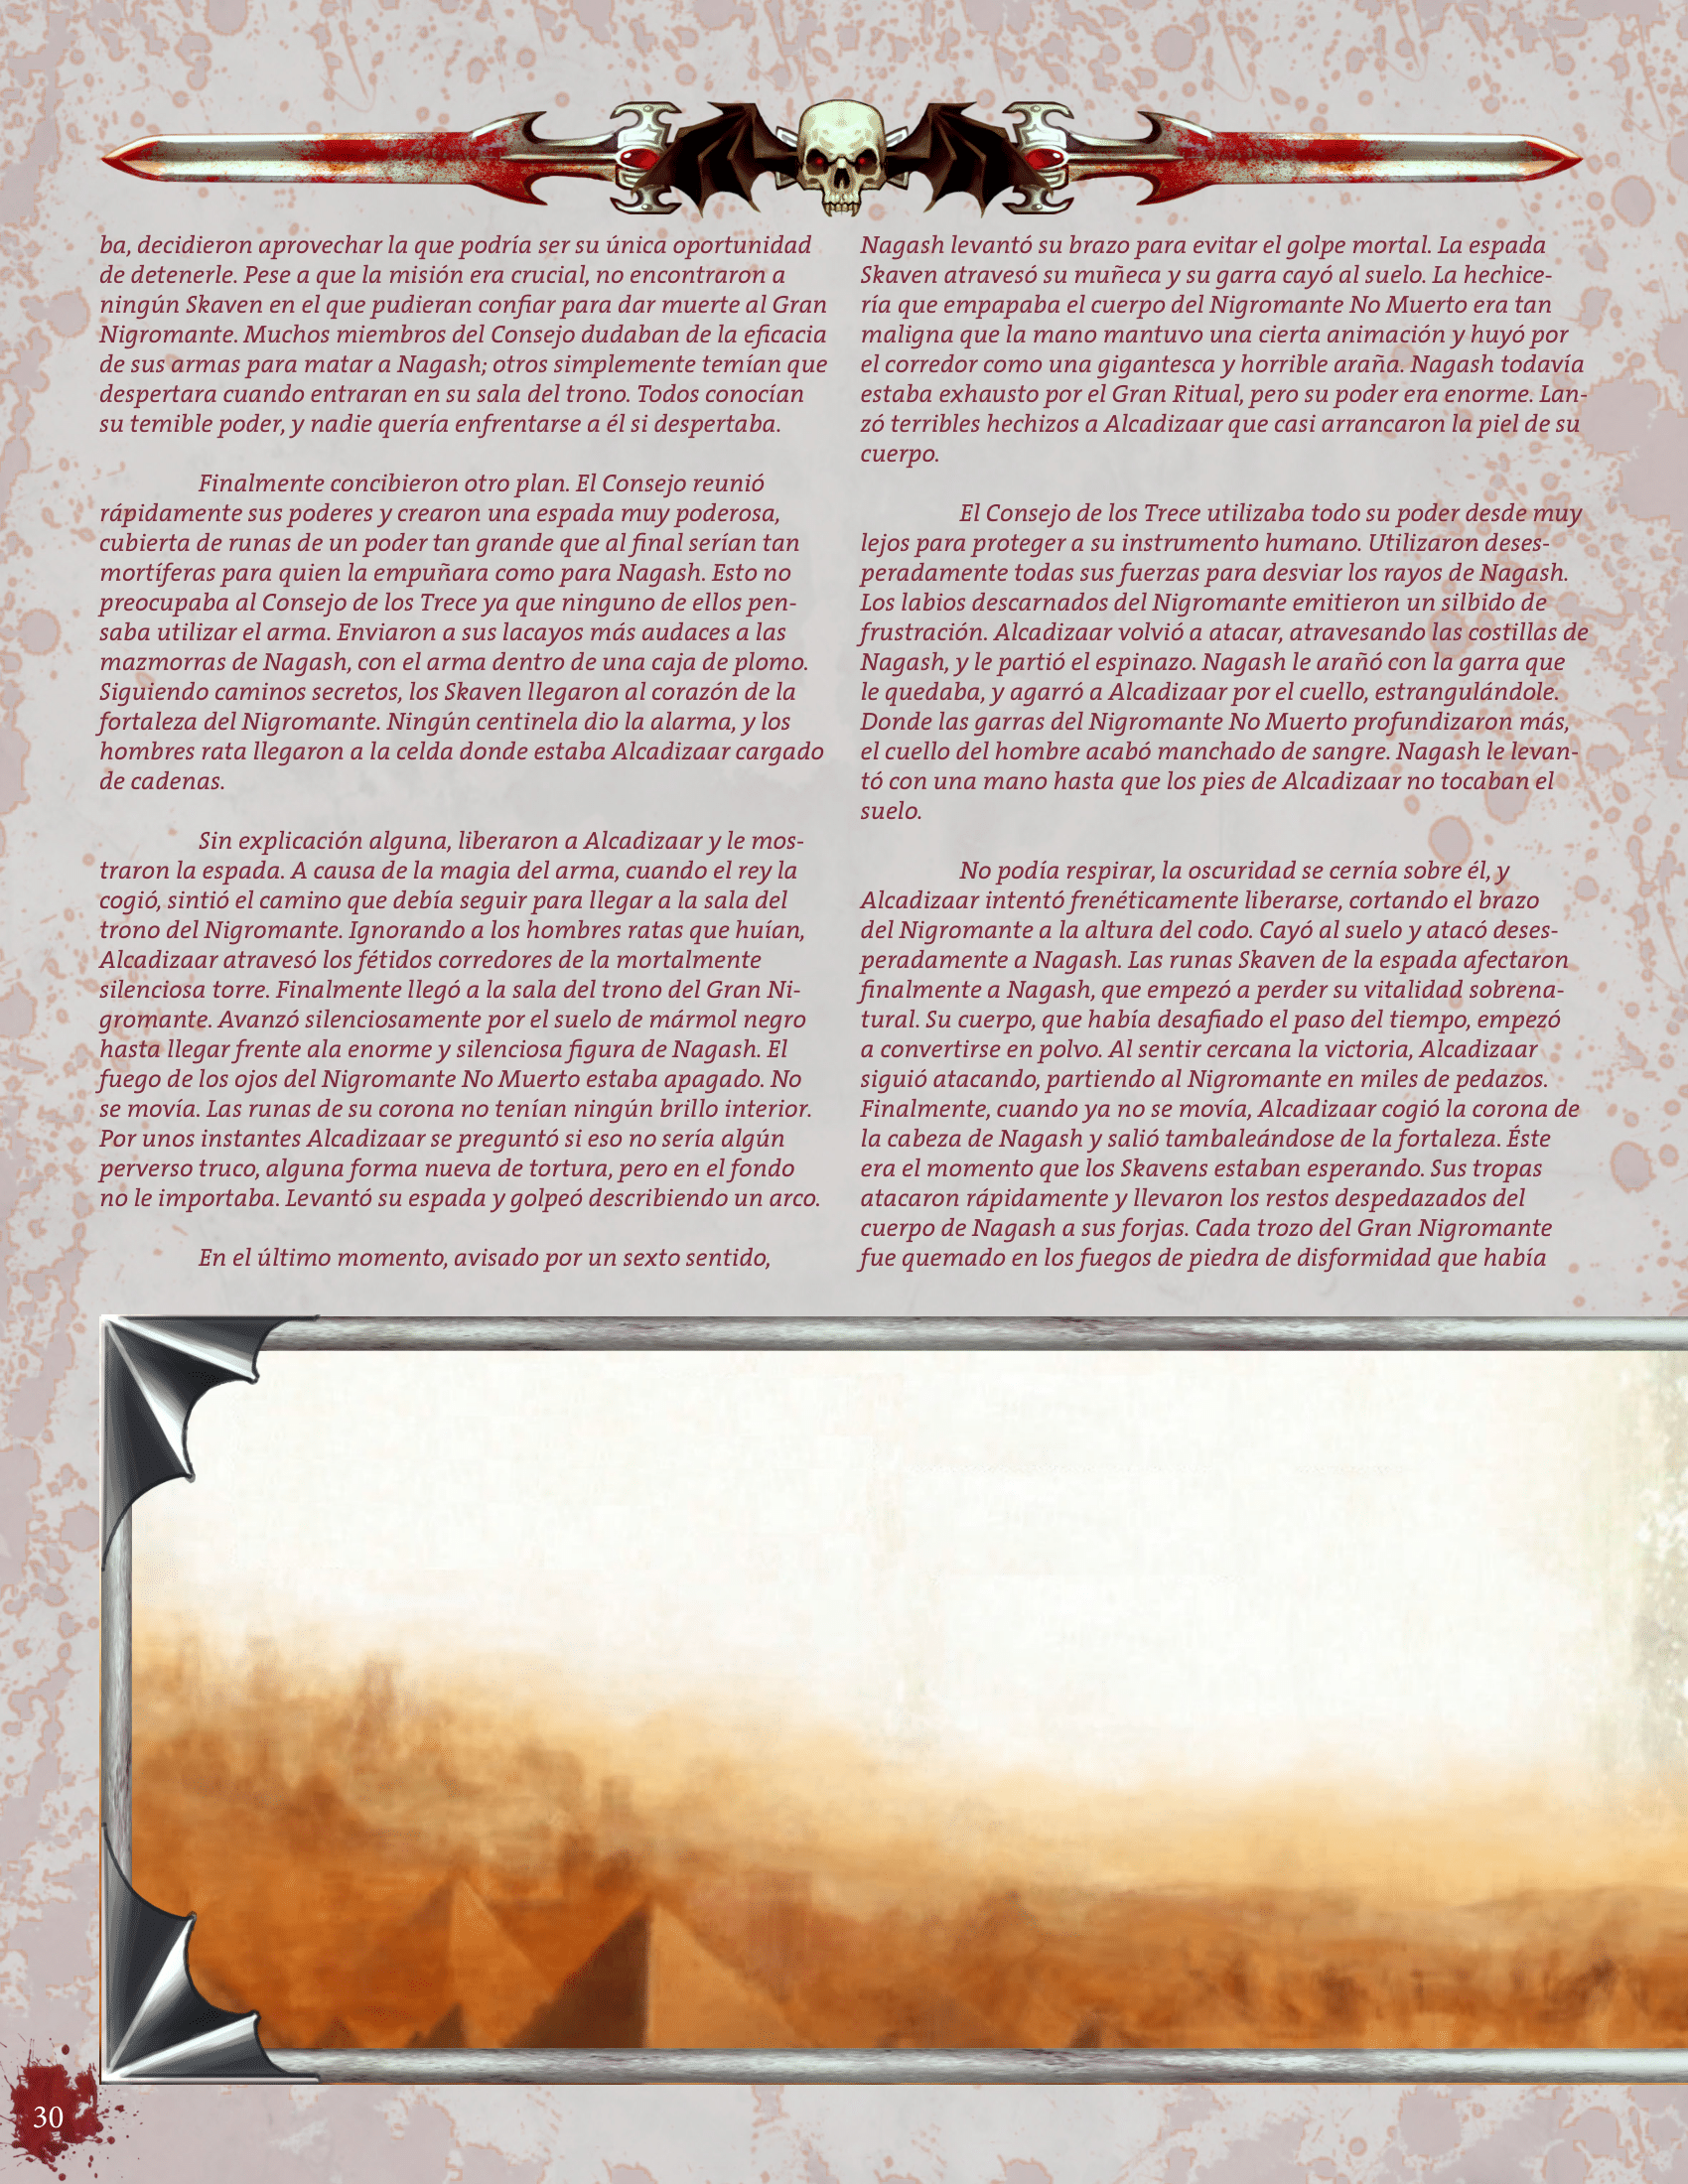 ba, decidieron aprovechar la que podría ser su única oportunidad
de detenerle. Pese a que la misión era crucial, no encontraron a
ningún Skaven en el que pudieran confiar para dar muerte al Gran
Nigromante. Muchos miembros del Consejo dudaban de la eficacia
de sus armas para matar a Nagash; otros simplemente temían que
despertara cuando entraran en su sala del trono. Todos conocían
su temible poder, y nadie quería enfrentarse a él si despertaba.
Finalmente concibieron otro plan. El Consejo reunió
rápidamente sus poderes y crearon una espada muy poderosa,
cubierta de runas de un poder tan grande que al final serían tan
mortíferas para quien la empuñara como para Nagash. Esto no
preocupaba al Consejo de los Trece ya que ninguno de ellos pen-
saba utilizar el arma. Enviaron a sus lacayos más audaces a las
mazmorras de Nagash, con el arma dentro de una caja de plomo.
Siguiendo caminos secretos, los Skaven llegaron al corazón de la
fortaleza del Nigromante. Ningún centinela dio la alarma, y los
hombres rata llegaron a la celda donde estaba Alcadizaar cargado
de cadenas.
Sin explicación alguna, liberaron a Alcadizaar y le mos-
traron la espada. A causa de la magia del arma, cuando el rey la
cogió, sintió el camino que debía seguir para llegar a la sala del
trono del Nigromante. Ignorando a los hombres ratas que huían,
Alcadizaar atravesó los fétidos corredores de la mortalmente
silenciosa torre. Finalmente llegó a la sala del trono del Gran Ni-
gromante. Avanzó silenciosamente por el suelo de mármol negro
hasta llegar frente ala enorme y silenciosa figura de Nagash. El
fuego de los ojos del Nigromante No Muerto estaba apagado. No
se movía. Las runas de su corona no tenían ningún brillo interior.
Por unos instantes Alcadizaar se preguntó si eso no sería algún
perverso truco, alguna forma nueva de tortura, pero en el fondo
no le importaba. Levantó su espada y golpeó describiendo un arco.
En el último momento, avisado por un sexto sentido,
Nagash levantó su brazo para evitar el golpe mortal. La espada
Skaven atravesó su muñeca y su garra cayó al suelo. La hechice-
ría que empapaba el cuerpo del Nigromante No Muerto era tan
maligna que la mano mantuvo una cierta animación y huyó por
el corredor como una gigantesca y horrible araña. Nagash todavía
estaba exhausto por el Gran Ritual, pero su poder era enorme. Lan-
zó terribles hechizos a Alcadizaar que casi arrancaron la piel de su
cuerpo.
El Consejo de los Trece utilizaba todo su poder desde muy
lejos para proteger a su instrumento humano. Utilizaron deses-
peradamente todas sus fuerzas para desviar los rayos de Nagash.
Los labios descarnados del Nigromante emitieron un silbido de
frustración. Alcadizaar volvió a atacar, atravesando las costillas de
Nagash, y le partió el espinazo. Nagash le arañó con la garra que
le quedaba, y agarró a Alcadizaar por el cuello, estrangulándole.
Donde las garras del Nigromante No Muerto profundizaron más,
el cuello del hombre acabó manchado de sangre. Nagash le levan-
tó con una mano hasta que los pies de Alcadizaar no tocaban el
suelo.
No podía respirar, la oscuridad se cernía sobre él, y
Alcadizaar intentó frenéticamente liberarse, cortando el brazo
del Nigromante a la altura del codo. Cayó al suelo y atacó deses-
peradamente a Nagash. Las runas Skaven de la espada afectaron
finalmente a Nagash, que empezó a perder su vitalidad sobrena-
tural. Su cuerpo, que había desafiado el paso del tiempo, empezó
a convertirse en polvo. Al sentir cercana la victoria, Alcadizaar
siguió atacando, partiendo al Nigromante en miles de pedazos.
Finalmente, cuando ya no se movía, Alcadizaar cogió la corona de
la cabeza de Nagash y salió tambaleándose de la fortaleza. Éste
era el momento que los Skavens estaban esperando. Sus tropas
atacaron rápidamente y llevaron los restos despedazados del
cuerpo de Nagash a sus forjas. Cada trozo del Gran Nigromante
fue quemado en los fuegos de piedra de disformidad que había
30